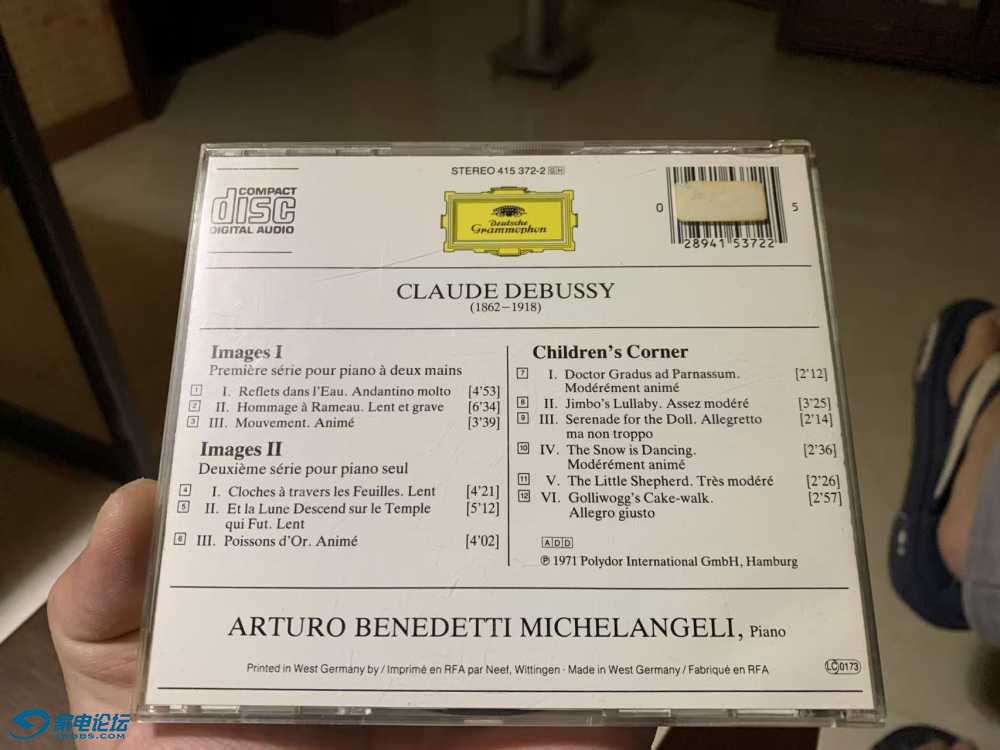 STEREO 415 372-2 GH
COMPACT
disc
DIGITAL AUDIO
Deutsche
Grammophon
0
5
28941 53722
CLAUDE DEBUSSY
(1862–1918)
Images I
Première série pour piano à deux mains
1 I. Reflets dans l'Eau. Andantino molto [4'53]
2 II. Hommage à Rameau. Lent et grave [6'34]
3 III. Mouvement. Animé [3'39]
Images II
Deuxième série pour piano seul
4 I. Cloches à travers les Feuilles. Lent [4'21]
5 II. Et la Lune Descend sur le Temple [5'12]
qui Fut. Lent
6 III. Poissons d'Or. Animé [4'02]
Children's Corner
7 I. Doctor Gradus ad Parnassum. [2'12]
Modérément animé
8 II. Jimbo's Lullaby. Assez modéré [3'25]
9 III. Serenade for the Doll. Allegretto [2'14]
ma non troppo
10 IV. The Snow is Dancing. [2'36]
Modérément animé
11 V. The Little Shepherd. Très modéré [2'26]
12 VI. Golliwogg's Cake-walk. [2'57]
Allegro giusto
ADD
℗ 1971 Polydor International GmbH, Hamburg
ARTURO BENEDETTI MICHELANGELI, Piano
Printed in West Germany by / Imprimé en RFA par Neef, Wittingen · Made in West Germany / Fabriqué en RFA
LC 0173
家电论坛
JDBBS.COM